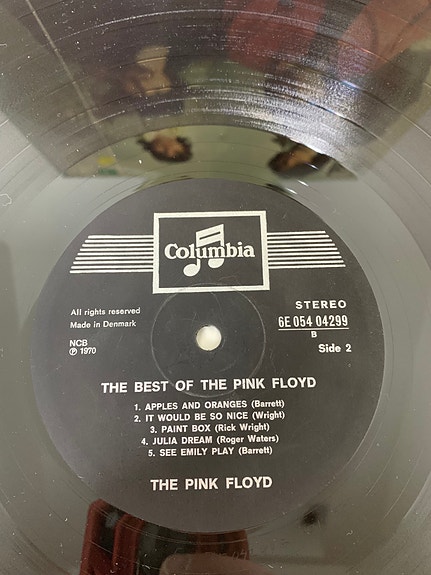 Columbia
All rights reserved
Made in Denmark
NCB
℗ 1970
STEREO
6E 054 04299
B
Side 2
THE BEST OF THE PINK FLOYD
1. APPLES AND ORANGES (Barrett)
2. IT WOULD BE SO NICE (Wright)
3. PAINT BOX (Rick Wright)
4. JULIA DREAM (Roger Waters)
5. SEE EMILY PLAY (Barrett)
THE PINK FLOYD